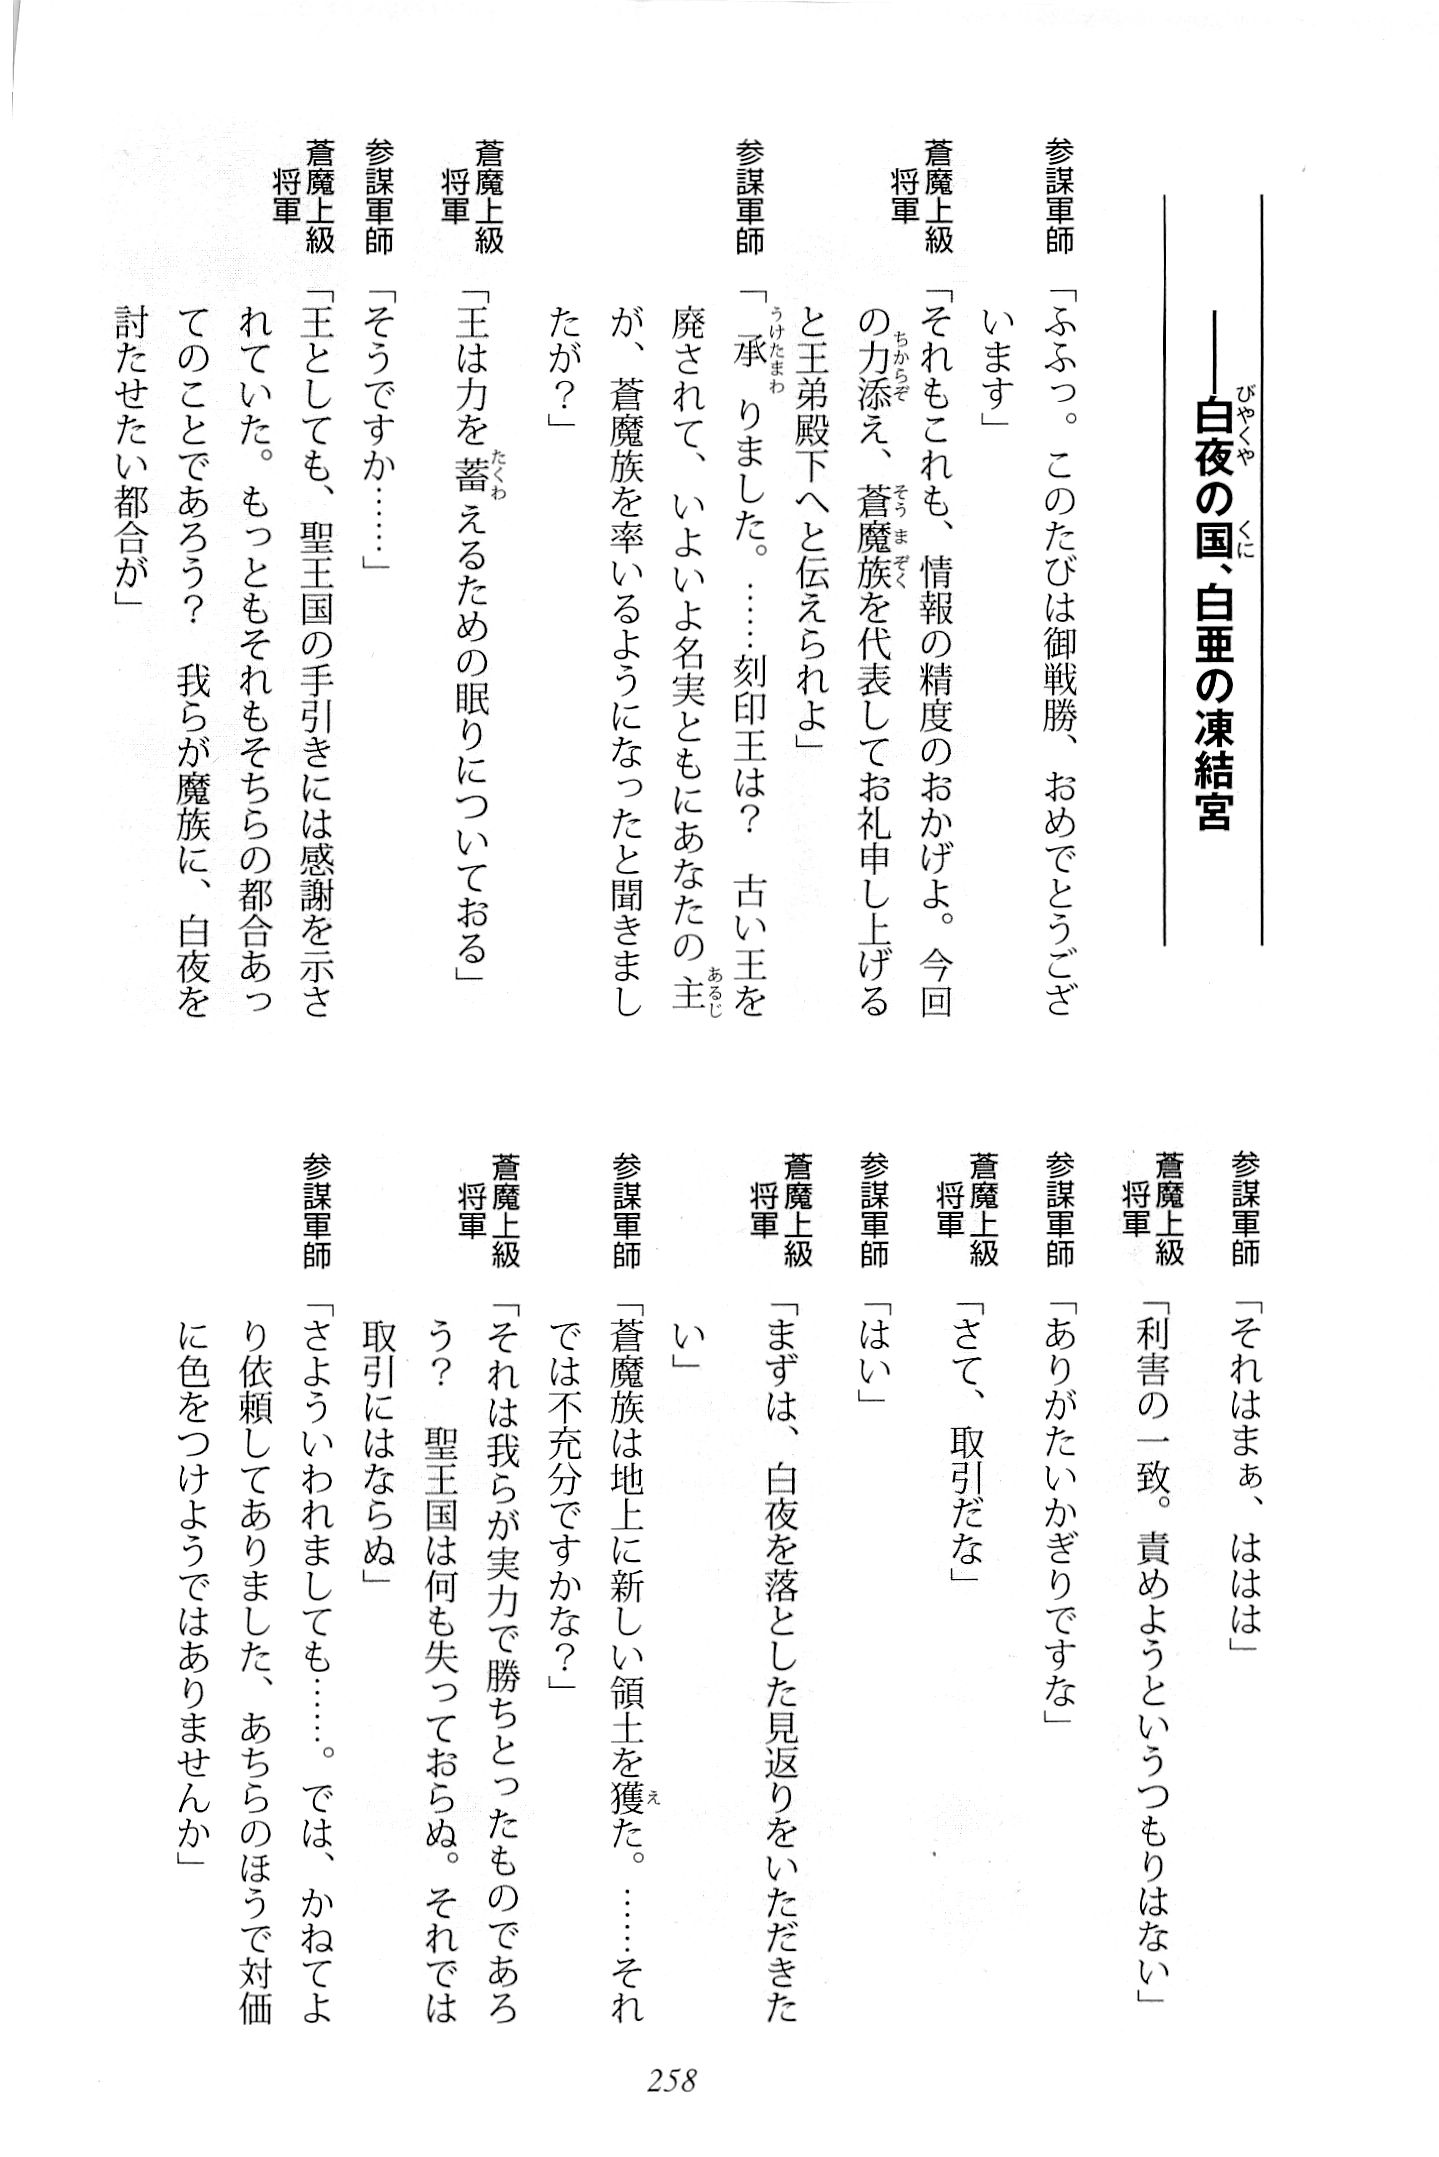 ――白夜の国、白亜の凍結宮
参謀軍師「ふふっ。このたびは御戦勝、おめでとうござ
います」
蒼魔上級将軍「それもこれも、情報の精度のおかげよ。今回
の力添え、蒼魔族を代表してお礼申し上げる
と王弟殿下へと伝えられよ」
参謀軍師「承りました。……刻印王は？　古い王を
廃されて、いよいよ名実ともにあなたの主
が、蒼魔族を率いるようになったと聞きまし
たが？」
蒼魔上級将軍「王は力を蓄えるための眠りについておる」
参謀軍師「そうですか……」
蒼魔上級将軍「王としても、聖王国の手引きには感謝を示さ
れていた。もっともそれもそちらの都合あっ
てのことであろう？　我らが魔族に、白夜を
討たせたい都合が」
参謀軍師「それはまぁ、ははは」
蒼魔上級将軍「利害の一致。責めようというつもりはない」
参謀軍師「ありがたいかぎりですな」
蒼魔上級将軍「さて、取引だな」
参謀軍師「はい」
蒼魔上級将軍「まずは、白夜を落とした見返りをいただきた
い」
参謀軍師「蒼魔族は地上に新しい領土を獲た。……それ
では不充分ですかな？」
蒼魔上級将軍「それは我らが実力で勝ちとったものであろ
う？　聖王国は何も失っておらぬ。それでは
取引にはならぬ」
参謀軍師「さよういわれましても……。では、かねてよ
り依頼してありました、あちらのほうで対価
に色をつけようではありませんか」
258